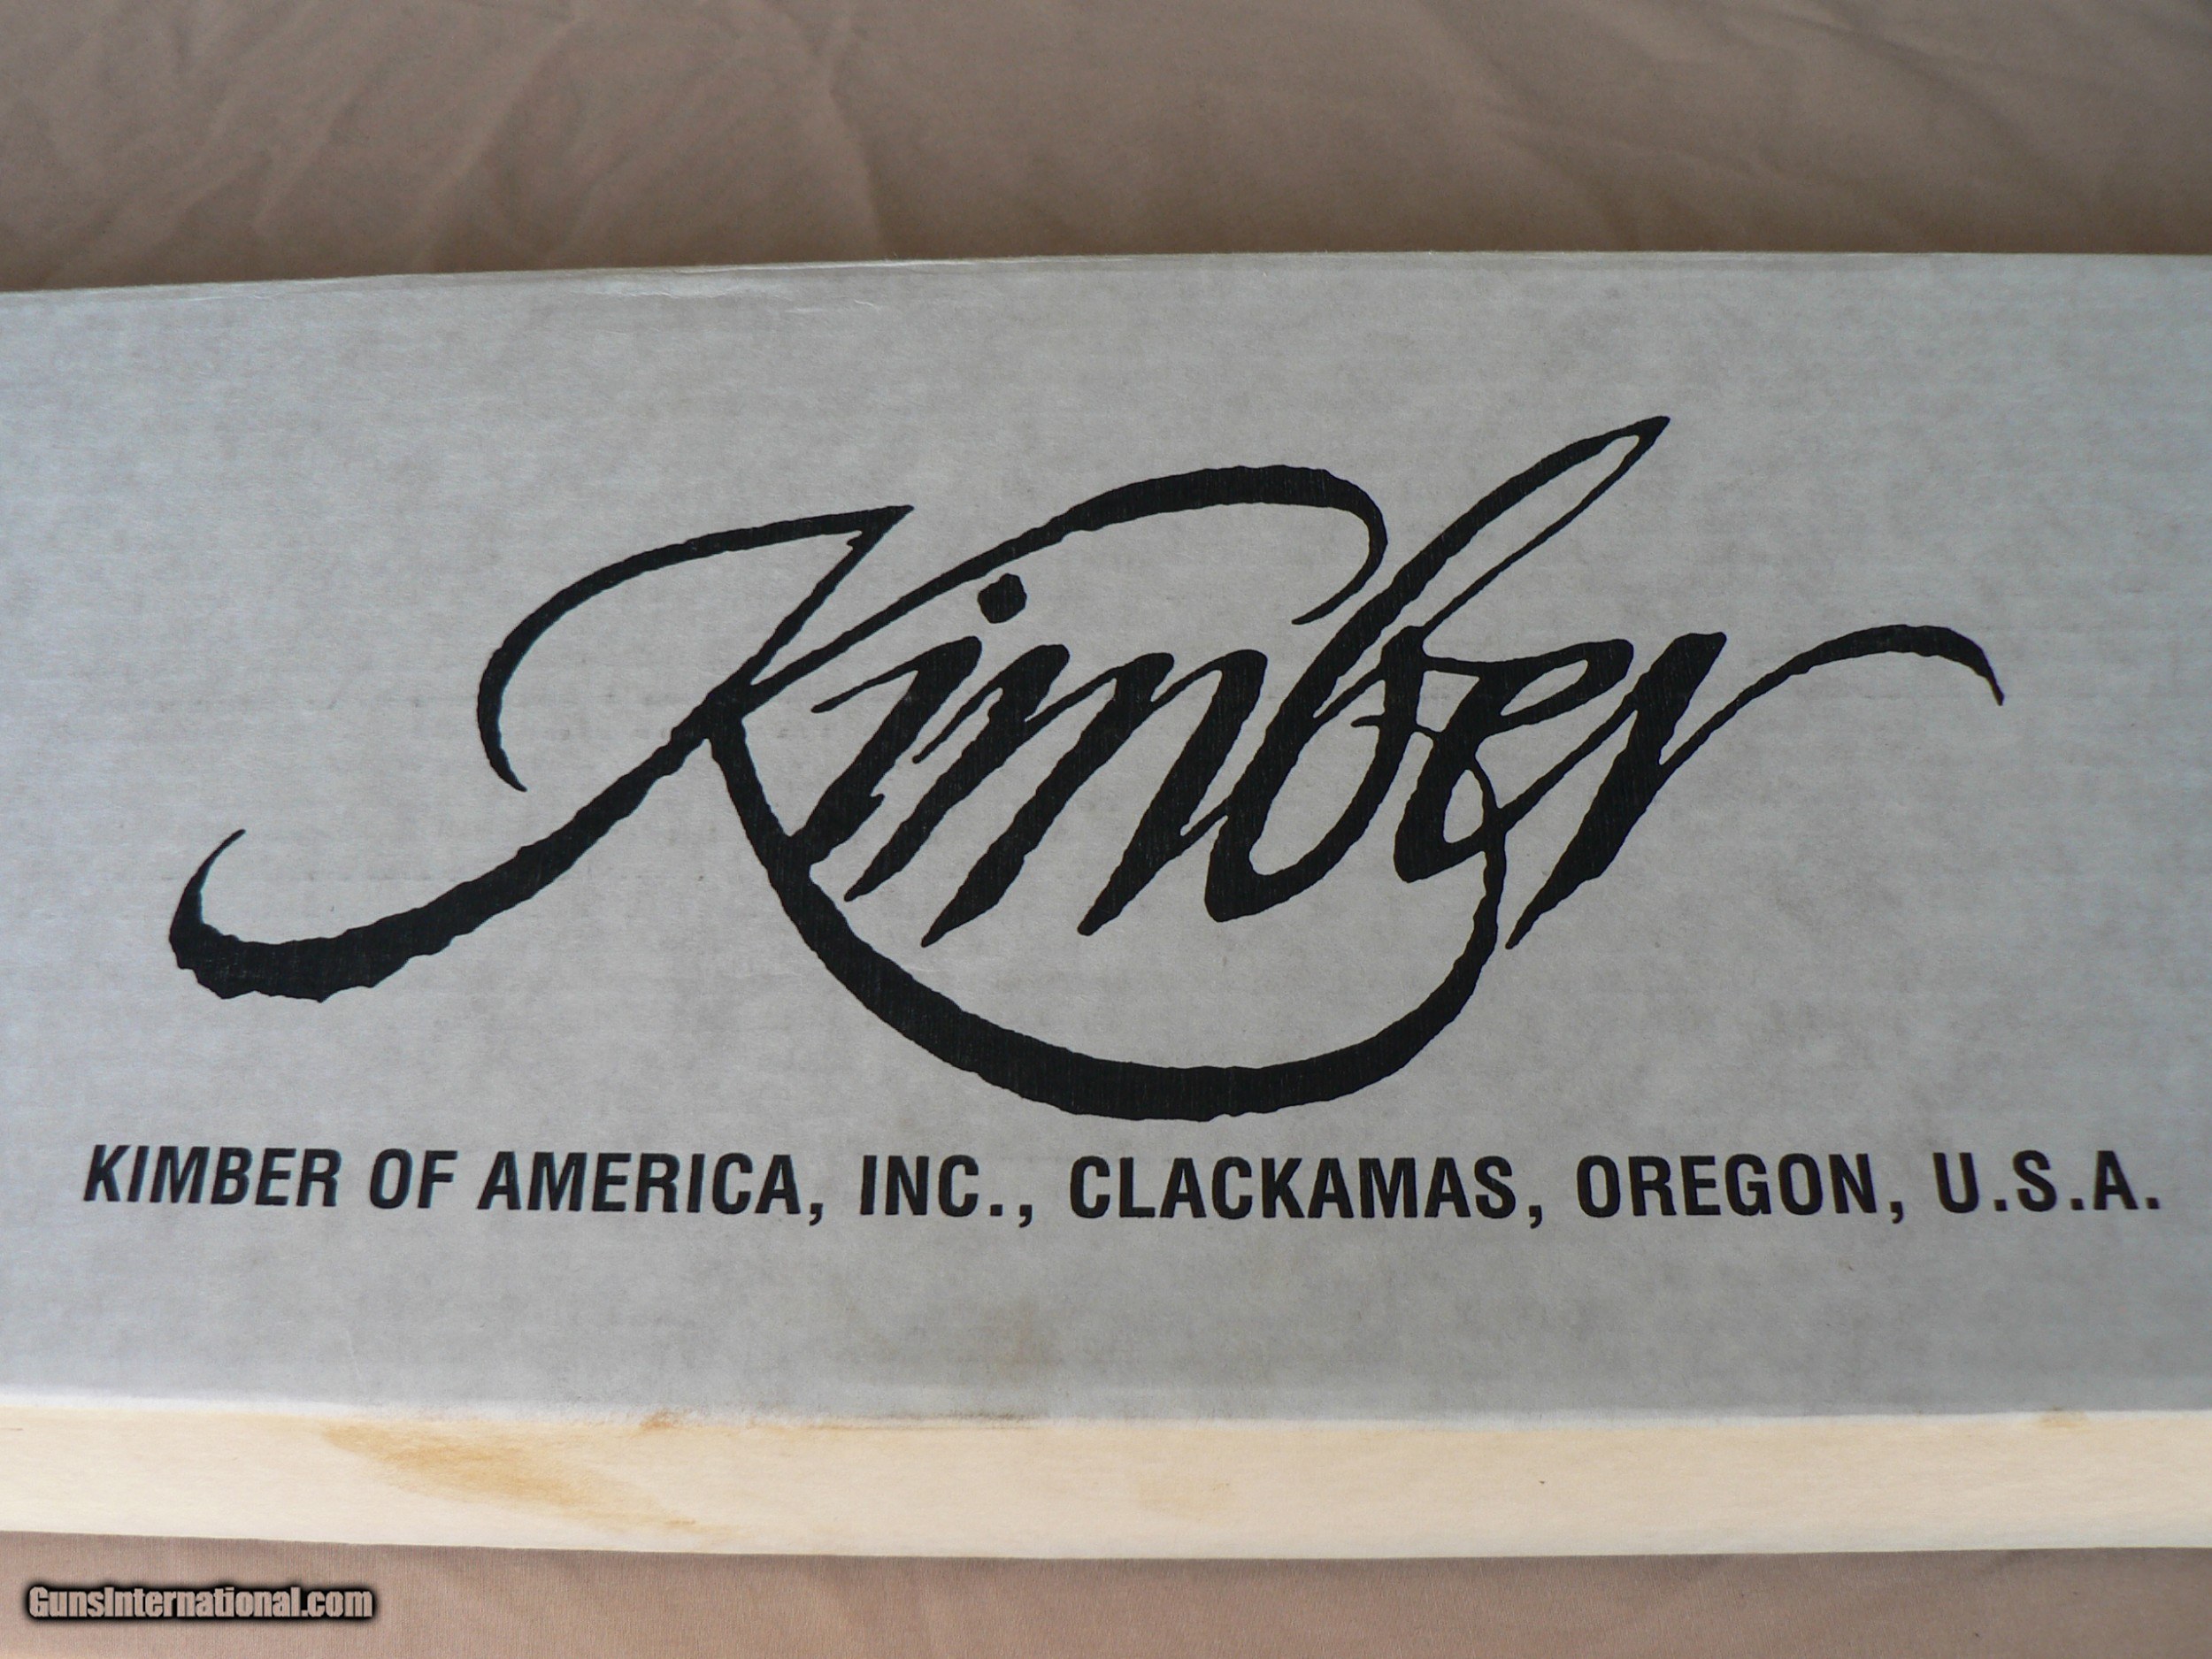 Kimber
KIMBER OF AMERICA, INC., CLACKAMAS, OREGON, U.S.A.
GunsInternational.com